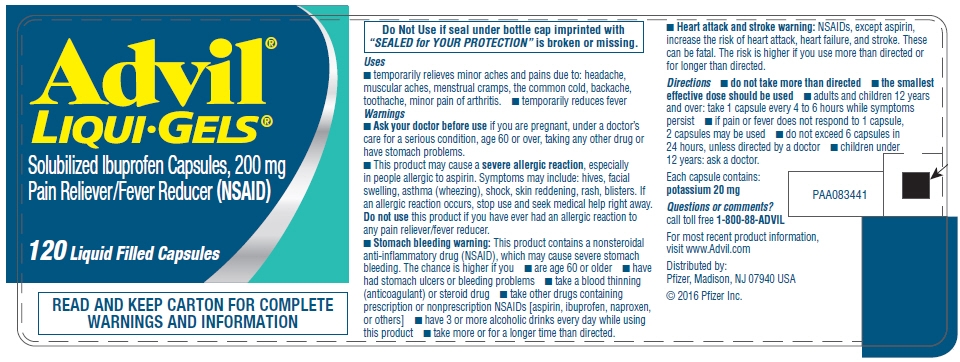 Advil®
LIQUI·GELS®
Solubilized Ibuprofen Capsules, 200 mg
Pain Reliever/Fever Reducer (NSAID)
120 Liquid Filled Capsules
READ AND KEEP CARTON FOR COMPLETE
WARNINGS AND INFORMATION
Do Not Use if seal under bottle cap imprinted with
“SEALED for YOUR PROTECTION” is broken or missing.
Uses
■ temporarily relieves minor aches and pains due to: headache,
muscular aches, menstrual cramps, the common cold, backache,
toothache, minor pain of arthritis. ■ temporarily reduces fever
Warnings
■ Ask your doctor before use if you are pregnant, under a doctor’s
care for a serious condition, age 60 or over, taking any other drug or
have stomach problems.
■ This product may cause a severe allergic reaction, especially
in people allergic to aspirin. Symptoms may include: hives, facial
swelling, asthma (wheezing), shock, skin reddening, rash, blisters. If
an allergic reaction occurs, stop use and seek medical help right away.
Do not use this product if you have ever had an allergic reaction to
any pain reliever/fever reducer.
■ Stomach bleeding warning: This product contains a nonsteroidal
anti-inflammatory drug (NSAID), which may cause severe stomach
bleeding. The chance is higher if you ■ are age 60 or older ■ have
had stomach ulcers or bleeding problems ■ take a blood thinning
(anticoagulant) or steroid drug ■ take other drugs containing
prescription or nonprescription NSAIDs [aspirin, ibuprofen, naproxen,
or others] ■ have 3 or more alcoholic drinks every day while using
this product ■ take more or for a longer time than directed.
■ Heart attack and stroke warning: NSAIDs, except aspirin,
increase the risk of heart attack, heart failure, and stroke. These
can be fatal. The risk is higher if you use more than directed or
for longer than directed.
Directions ■ do not take more than directed ■ the smallest
effective dose should be used ■ adults and children 12 years
and over: take 1 capsule every 4 to 6 hours while symptoms
persist ■ if pain or fever does not respond to 1 capsule,
2 capsules may be used ■ do not exceed 6 capsules in
24 hours, unless directed by a doctor ■ children under
12 years: ask a doctor.
Each capsule contains:
potassium 20 mg
PAA083441
Questions or comments?
call toll free 1-800-88-ADVIL
For most recent product information,
visit www.Advil.com
Distributed by:
Pfizer, Madison, NJ 07940 USA
© 2016 Pfizer Inc.